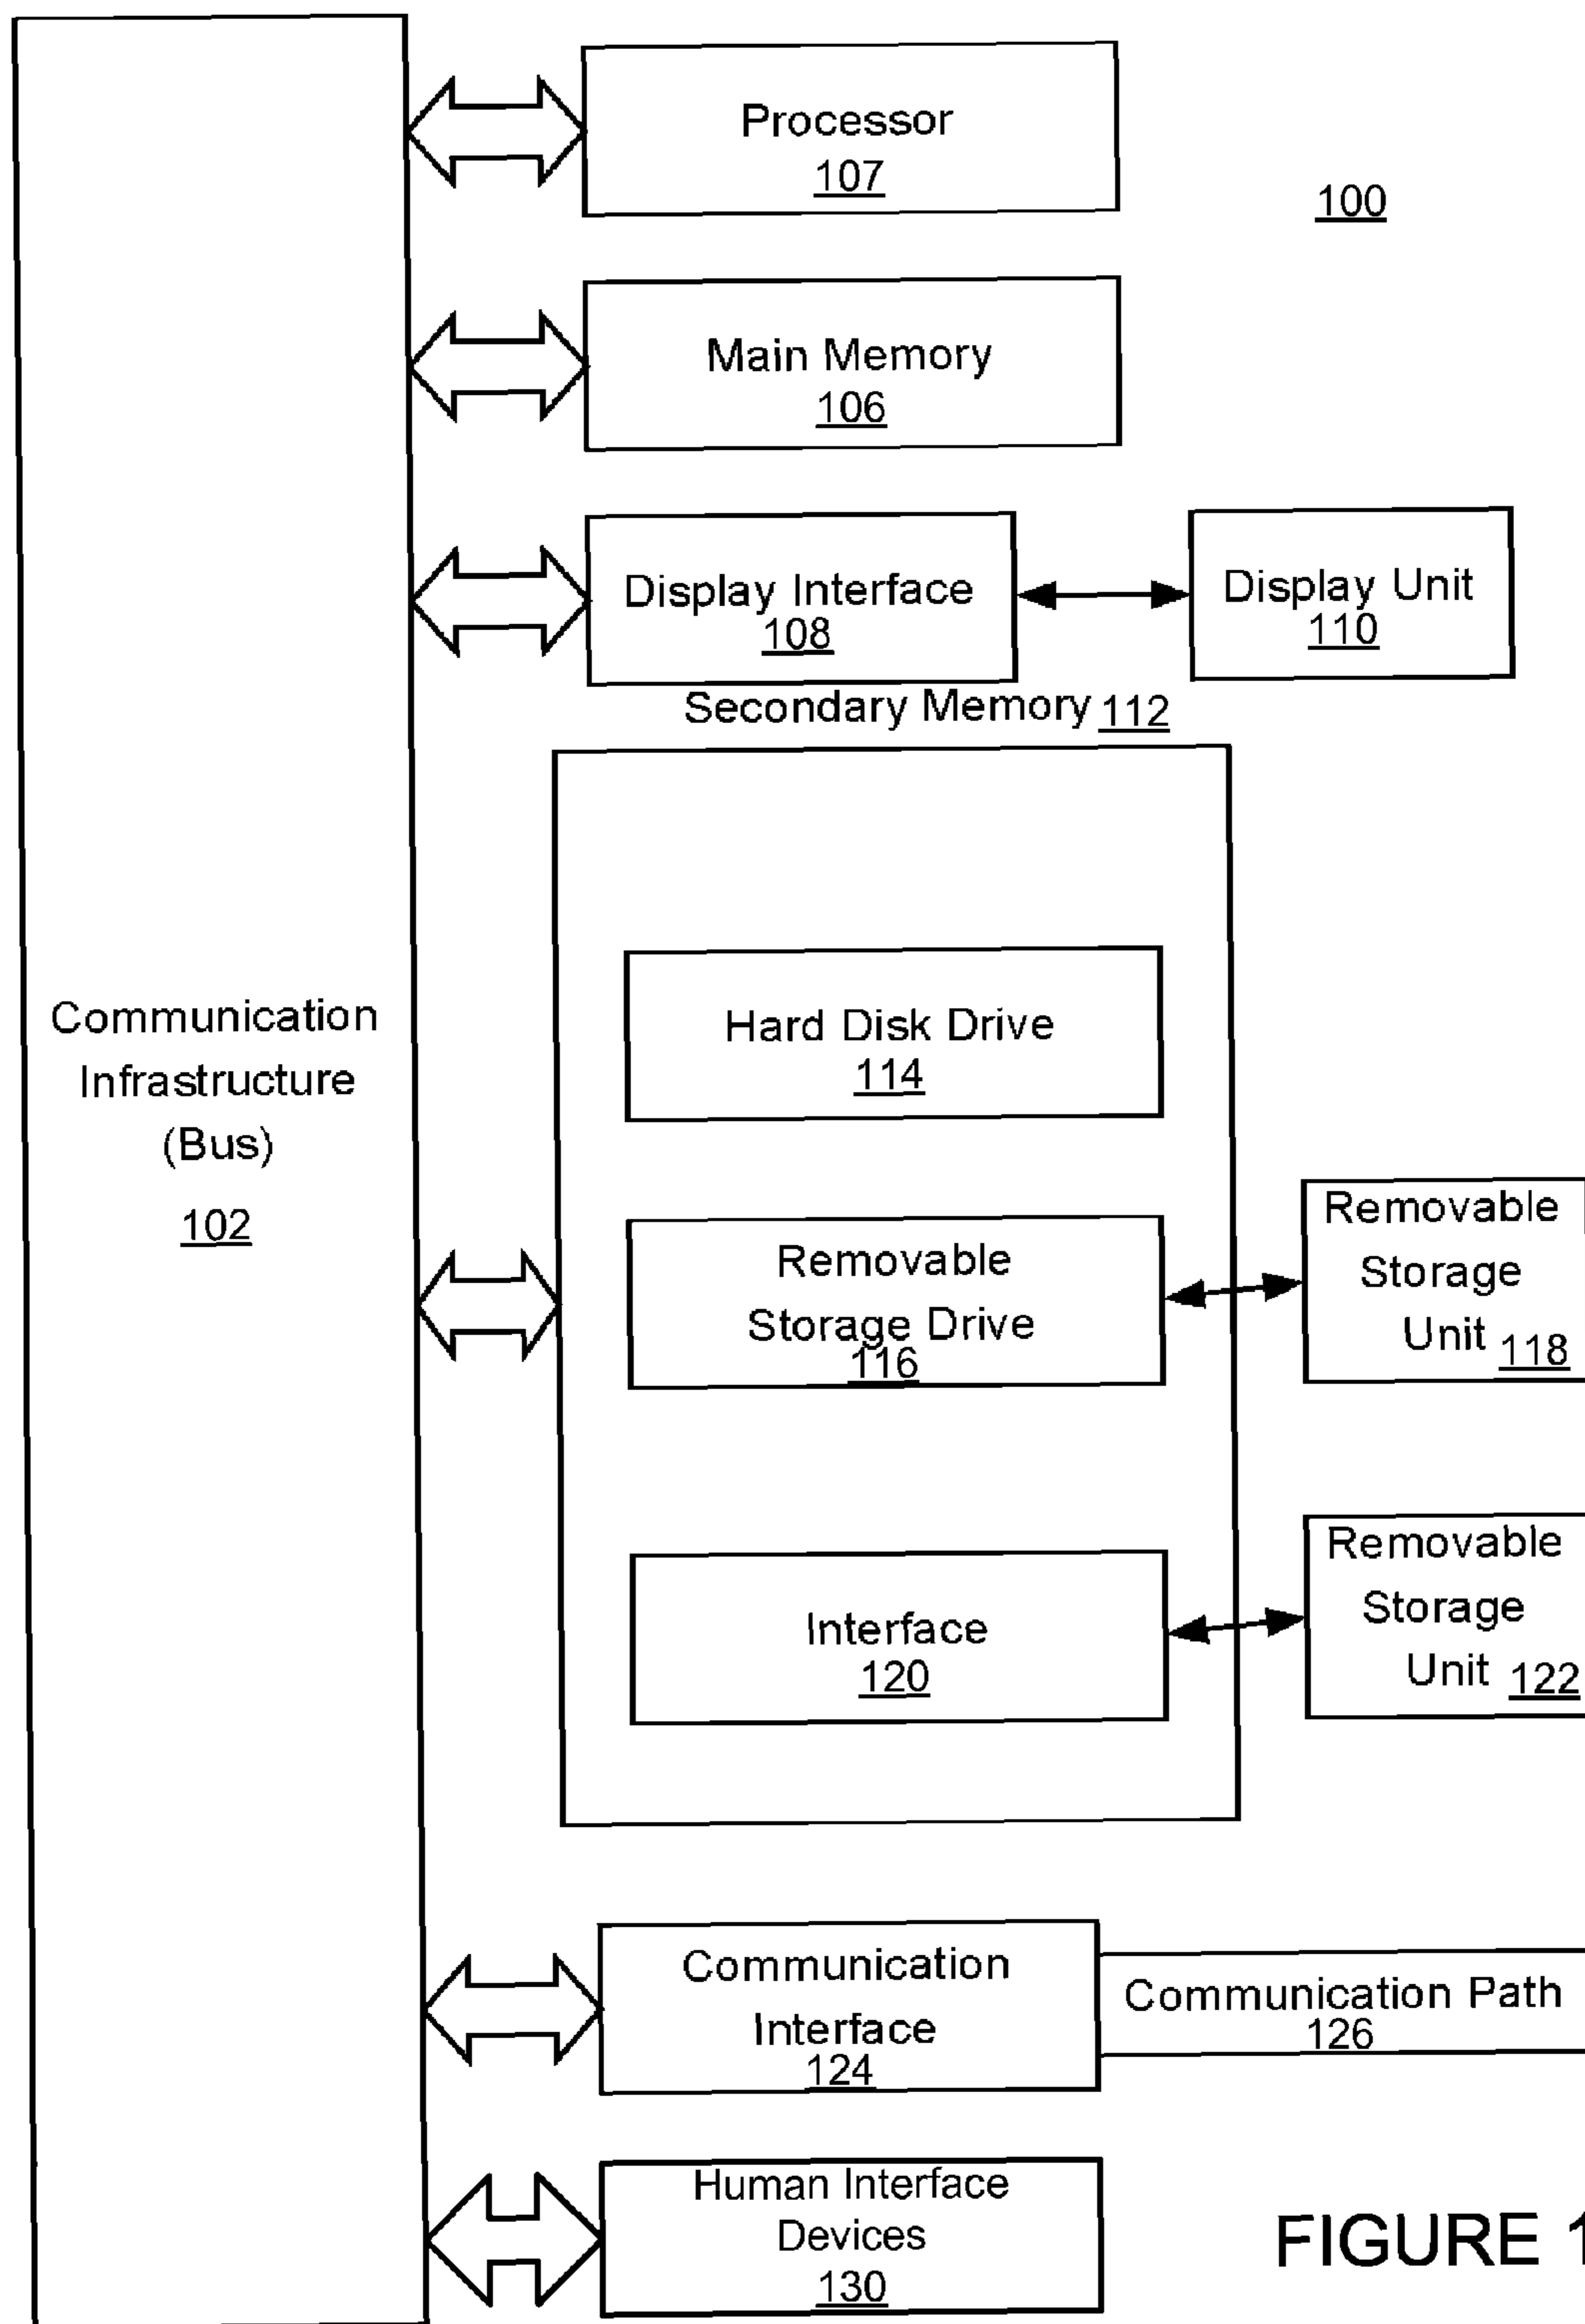 Processor
107
100
Main Memory
106
Display Interface
108
Display Unit
110
Secondary Memory 112
Communication
Infrastructure
(Bus)
102
Hard Disk Drive
114
Removable
Storage Drive
116
Removable
Storage
Unit 118
Interface
120
Removable
Storage
Unit 122
Communication
Interface
124
Communication Path
126
Human Interface
Devices
130
FIGURE 1